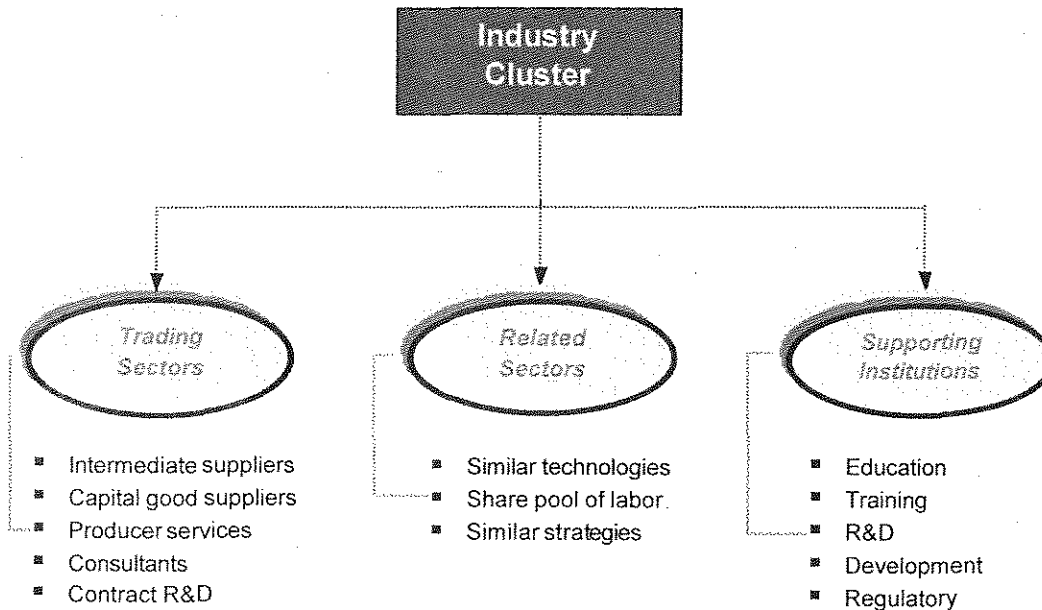 Industry
Cluster
Trading
Sectors
Related
Sectors
Supporting
Institutions
Intermediate suppliers
Capital good suppliers
Producer services
Consultants
Contract R&D
Similar technologies
Share pool of labor
Similar strategies
Education
Training
R&D
Development
Regulatory